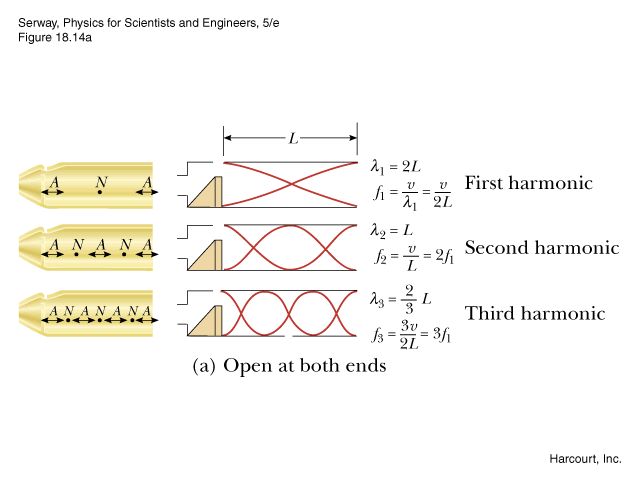 Serway, Physics for Scientists and Engineers, 5/e
Figure 18.14a
L
A N A
λ1 = 2L
f1 = v/λ1 = v/2L
First harmonic
A N A N A
λ2 = L
f2 = v/L = 2f1
Second harmonic
A N A N A N A
λ3 = 2/3 L
f3 = 3v/2L = 3f1
Third harmonic
(a) Open at both ends
Harcourt, Inc.